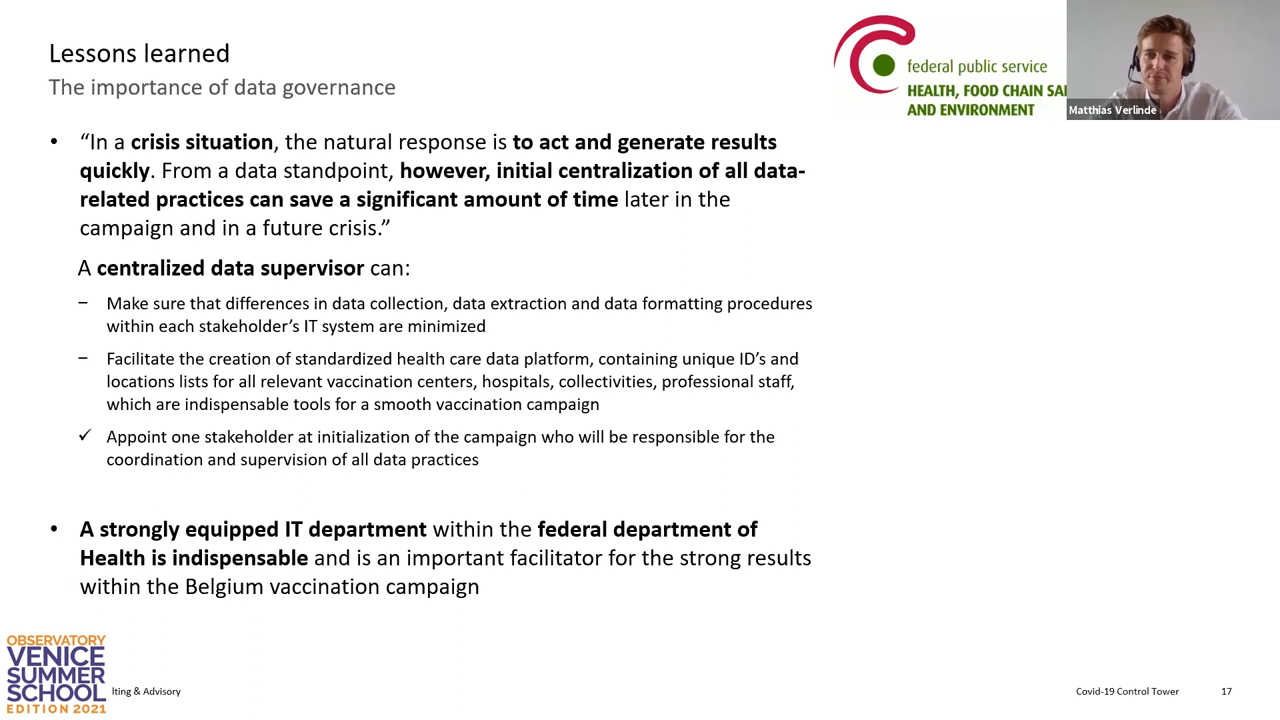 Lessons learned
The importance of data governance
federal public service
HEALTH, FOOD CHAIN
AND ENVIRONMENT
Matthias Verlinde
• “In a crisis situation, the natural response is to act and generate results
quickly. From a data standpoint, however, initial centralization of all data-
related practices can save a significant amount of time later in the
campaign and in a future crisis.”
A centralized data supervisor can:
− Make sure that differences in data collection, data extraction and data formatting procedures
within each stakeholder’s IT system are minimized
− Facilitate the creation of standardized health care data platform, containing unique ID’s and
locations lists for all relevant vaccination centers, hospitals, collectivities, professional staff,
which are indispensable tools for a smooth vaccination campaign
✓ Appoint one stakeholder at initialization of the campaign who will be responsible for the
coordination and supervision of all data practices
• A strongly equipped IT department within the federal department of
Health is indispensable and is an important facilitator for the strong results
within the Belgium vaccination campaign
OBSERVATORY
VENICE
SUMMER
SCHOOL
EDITION 2021
lting & Advisory
Covid-19 Control Tower
17